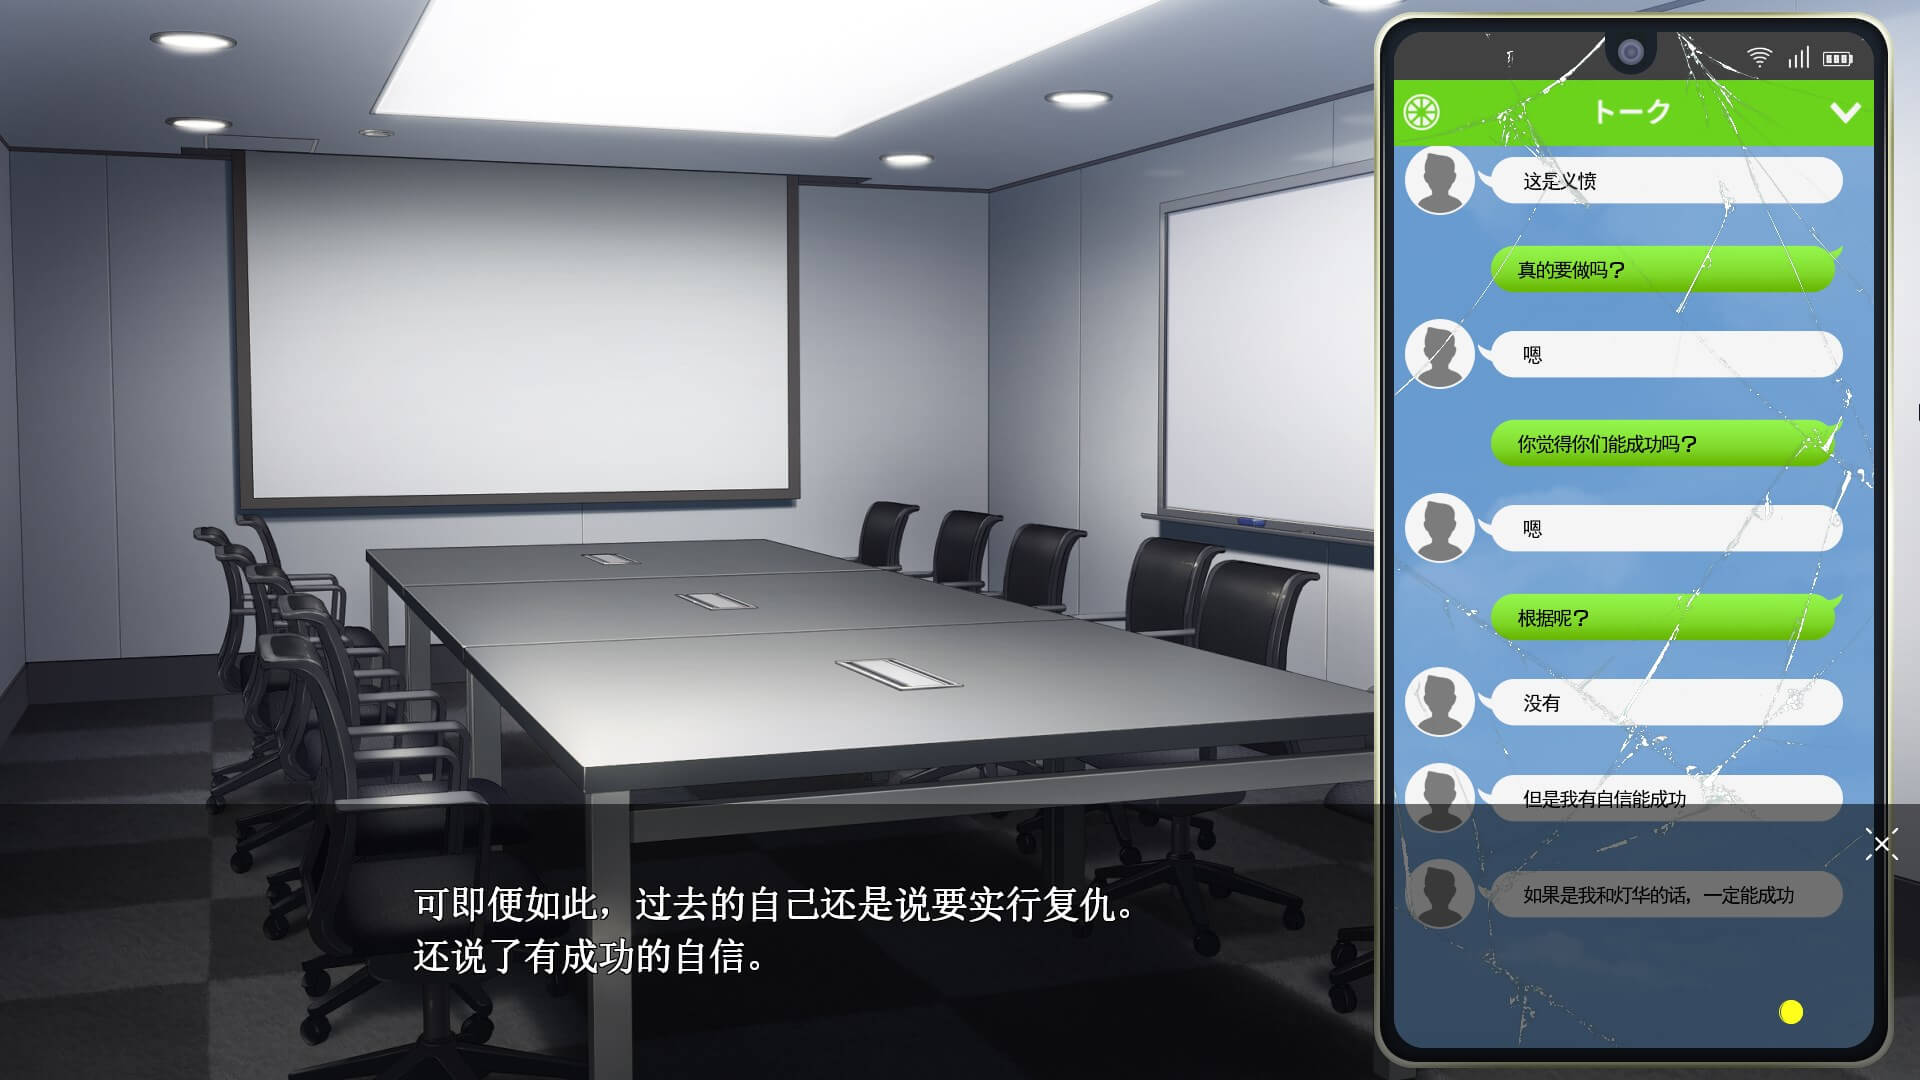 トーク
这是义愤
真的要做吗？
嗯
你觉得你们能成功吗？
嗯
根据呢？
没有
但是我有自信能成功
如果是我和灯华的话，一定能成功
可即便如此，过去的自己还是说要实行复仇。
还说了有成功的自信。